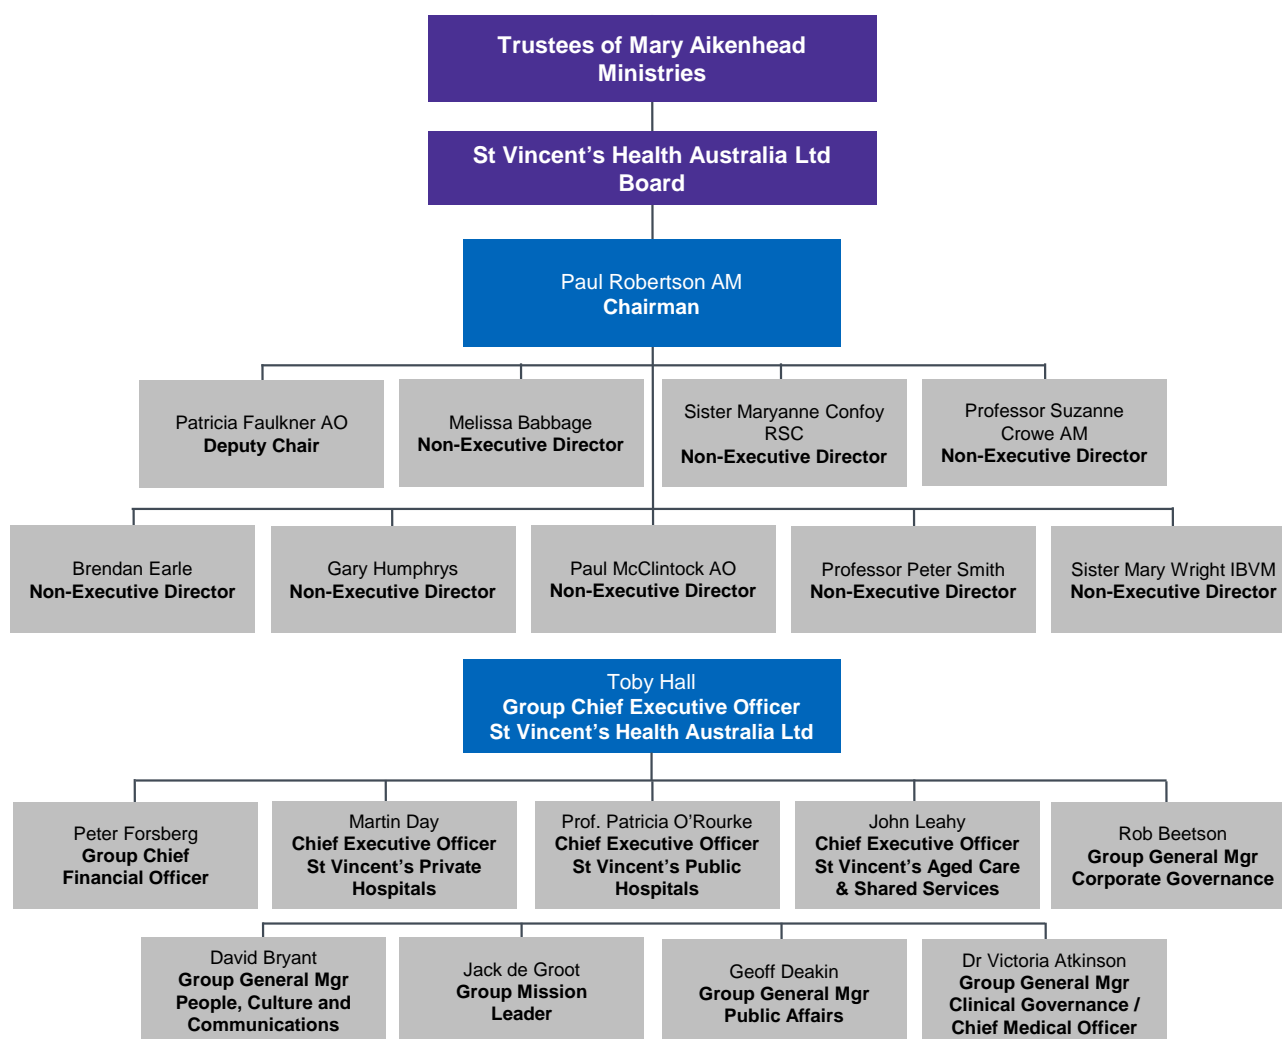 Trustees of Mary Aikenhead
Ministries
St Vincent’s Health Australia Ltd
Board
Paul Robertson AM
Chairman
Patricia Faulkner AO
Deputy Chair
Melissa Babbage
Non-Executive Director
Sister Maryanne Confoy
RSC
Non-Executive Director
Professor Suzanne
Crowe AM
Non-Executive Director
Brendan Earle
Non-Executive Director
Gary Humphrys
Non-Executive Director
Paul McClintock AO
Non-Executive Director
Professor Peter Smith
Non-Executive Director
Sister Mary Wright IBVM
Non-Executive Director
Toby Hall
Group Chief Executive Officer
St Vincent’s Health Australia Ltd
Peter Forsberg
Group Chief
Financial Officer
Martin Day
Chief Executive Officer
St Vincent’s Private
Hospitals
Prof. Patricia O’Rourke
Chief Executive Officer
St Vincent’s Public
Hospitals
John Leahy
Chief Executive Officer
St Vincent’s Aged Care
& Shared Services
Rob Beetson
Group General Mgr
Corporate Governance
David Bryant
Group General Mgr
People, Culture and
Communications
Jack de Groot
Group Mission
Leader
Geoff Deakin
Group General Mgr
Public Affairs
Dr Victoria Atkinson
Group General Mgr
Clinical Governance /
Chief Medical Officer